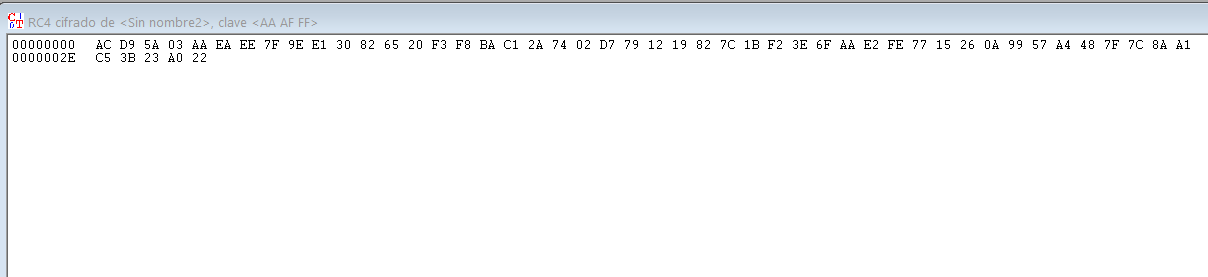 RC4 cifrado de <Sin nombre2>, clave <AA AF FF>
00000000 AC D9 5A 03 AA EA EE 7F 9E E1 30 82 65 20 F3 F8 BA C1 2A 74 02 D7 79 12 19 82 7C 1B F2 3E 6F AA E2 FE 77 15 26 0A 99 57 A4 48 7F 7C 8A A1
0000002E C5 3B 23 A0 22